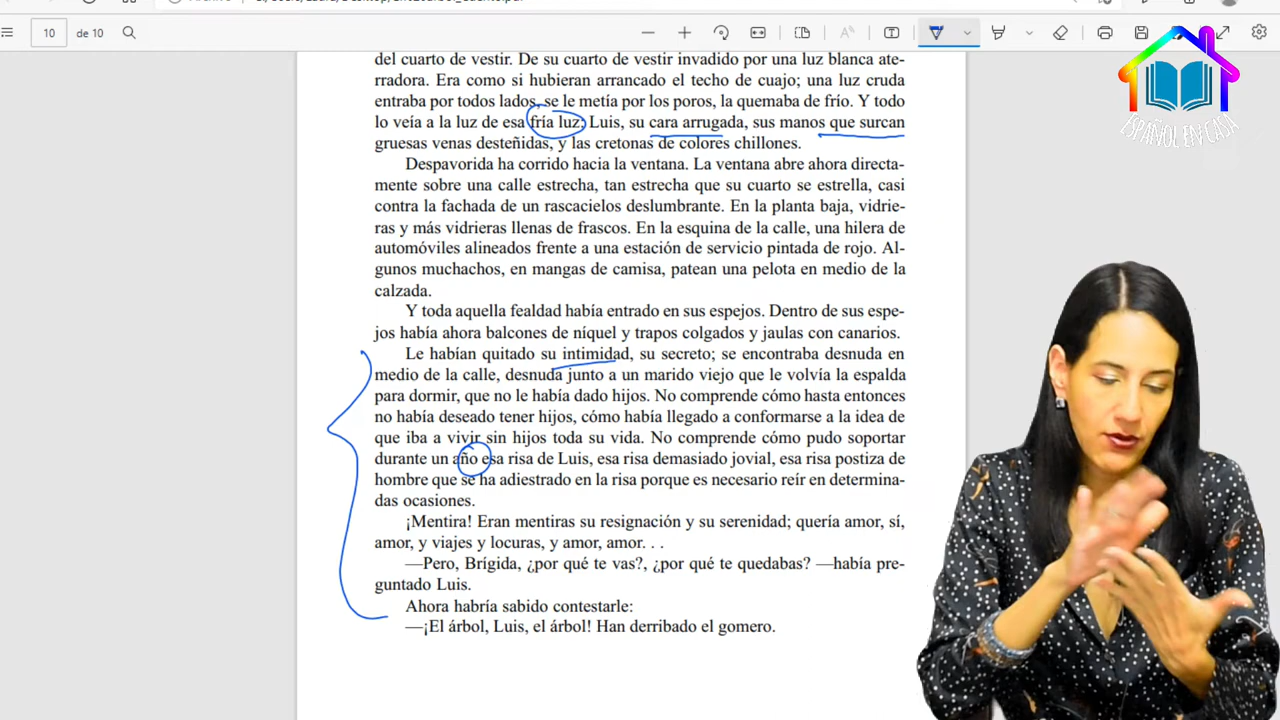 10
de 10
del cuarto de vestir. De su cuarto de vestir invadido por una luz blanca ate-
rradora. Era como si hubieran arrancado el techo de cuajo; una luz cruda
entraba por todos lados, se le metía por los poros, la quemaba de frío. Y todo
lo veía a la luz de esa fría luz; Luis, su cara arrugada, sus manos que surcan
gruesas venas desteñidas, y las cretonas de colores chillones.
Despavorida ha corrido hacia la ventana. La ventana abre ahora directa-
mente sobre una calle estrecha, tan estrecha que su cuarto se estrella, casi
contra la fachada de un rascacielos deslumbrante. En la planta baja, vidrie-
ras y más vidrieras llenas de frascos. En la esquina de la calle, una hilera de
automóviles alineados frente a una estación de servicio pintada de rojo. Al-
gunos muchachos, en mangas de camisa, patean una pelota en medio de la
calzada.
Y toda aquella fealdad había entrado en sus espejos. Dentro de sus espe-
jos había ahora balcones de níquel y trapos colgados y jaulas con canarios.
Le habían quitado su intimidad, su secreto; se encontraba desnuda en
medio de la calle, desnuda junto a un marido viejo que le volvía la espalda
para dormir, que no le había dado hijos. No comprende cómo hasta entonces
no había deseado tener hijos, cómo había llegado a conformarse a la idea de
que iba a vivir sin hijos toda su vida. No comprende cómo pudo soportar
durante un año esa risa de Luis, esa risa demasiado jovial, esa risa postiza de
hombre que se ha adiestrado en la risa porque es necesario reír en determina-
das ocasiones.
¡Mentira! Eran mentiras su resignación y su serenidad; quería amor, sí,
amor, y viajes y locuras, y amor, amor. . .
—Pero, Brígida, ¿por qué te vas?, ¿por qué te quedabas? —había pre-
guntado Luis.
Ahora habría sabido contestarle:
—¡El árbol, Luis, el árbol! Han derribado el gomero.
ESPAÑOL EN CASA